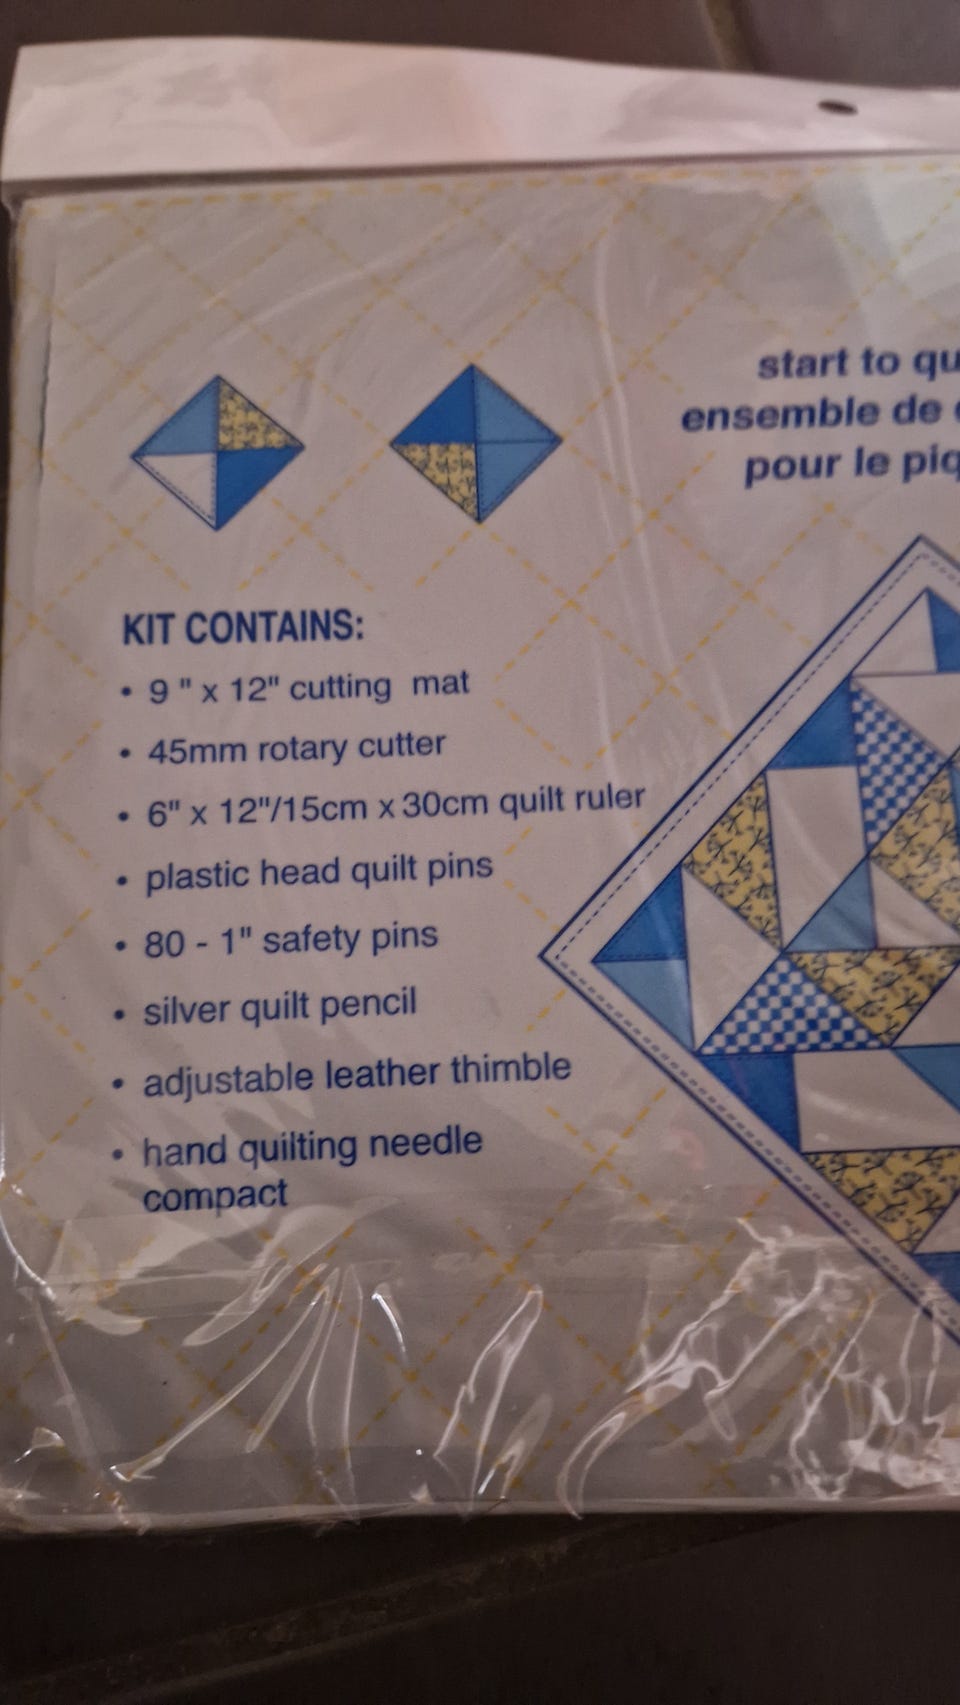 start to qu
ensemble de
pour le piq
KIT CONTAINS:
• 9 " x 12" cutting mat
• 45mm rotary cutter
• 6" x 12"/15cm x 30cm quilt ruler
• plastic head quilt pins
• 80 - 1" safety pins
• silver quilt pencil
• adjustable leather thimble
• hand quilting needle
compact